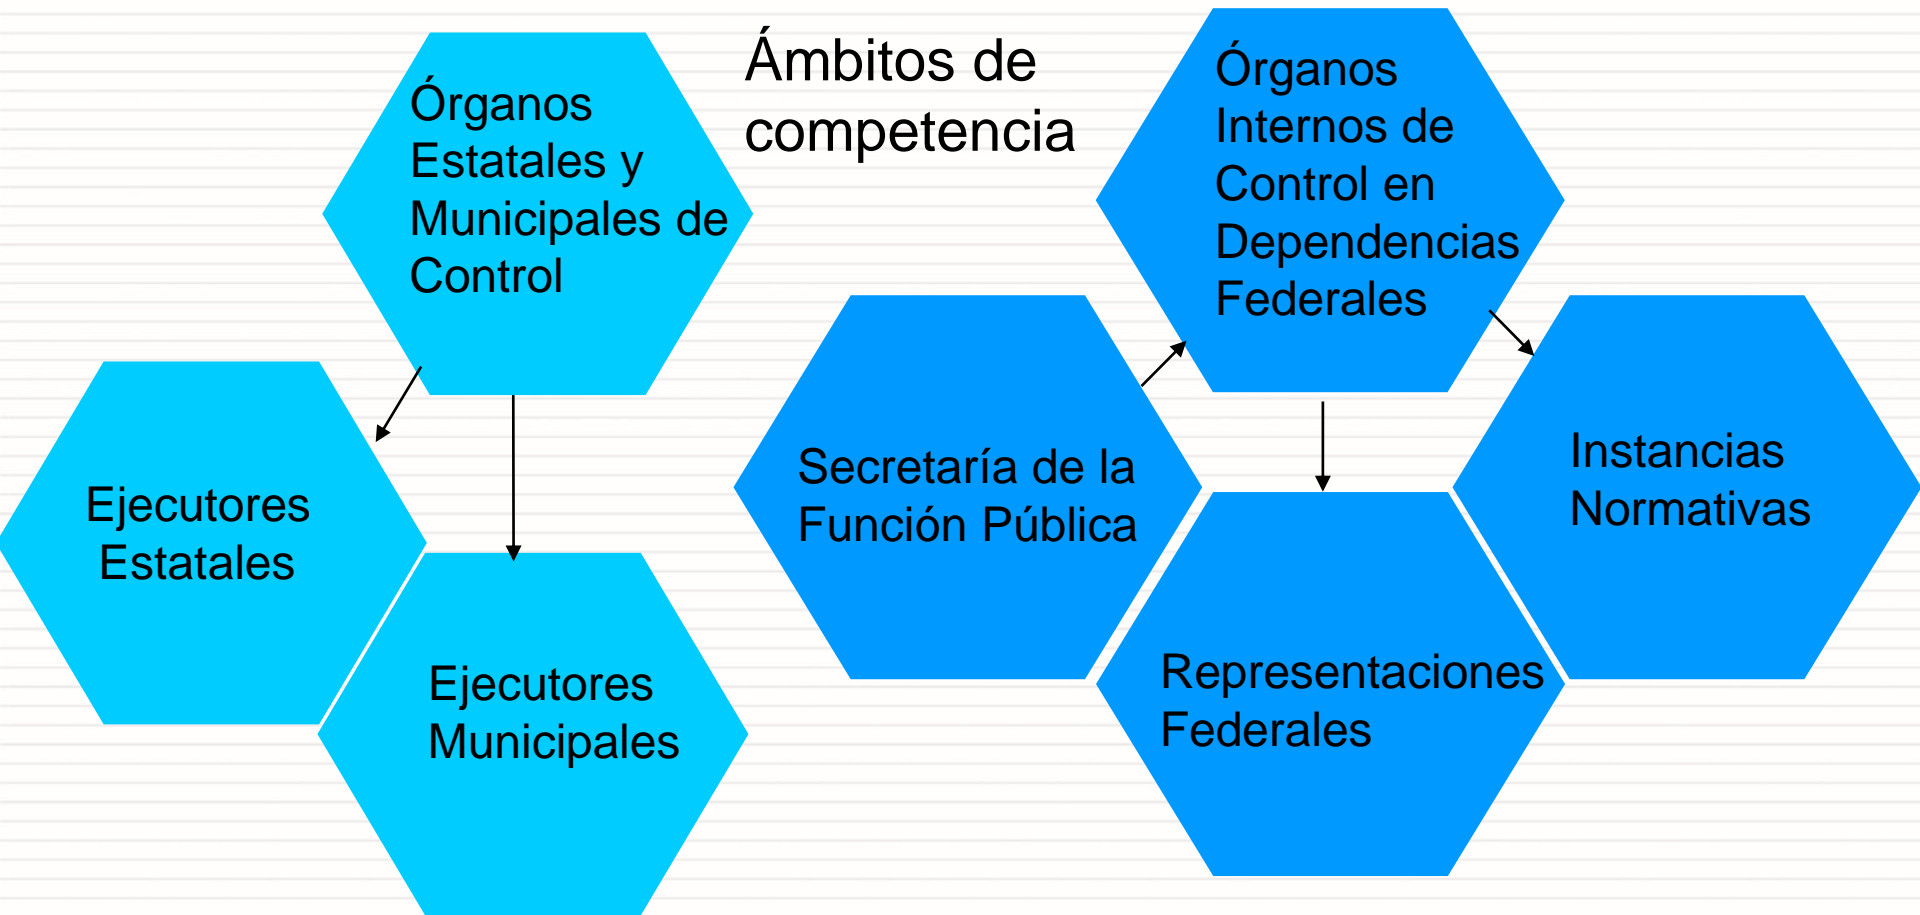 Ámbitos de
competencia
Órganos
Estatales y
Municipales de
Control
Ejecutores
Estatales
Ejecutores
Municipales
Órganos
Internos de
Control en
Dependencias
Federales
Secretaría de la
Función Pública
Instancias
Normativas
Representaciones
Federales